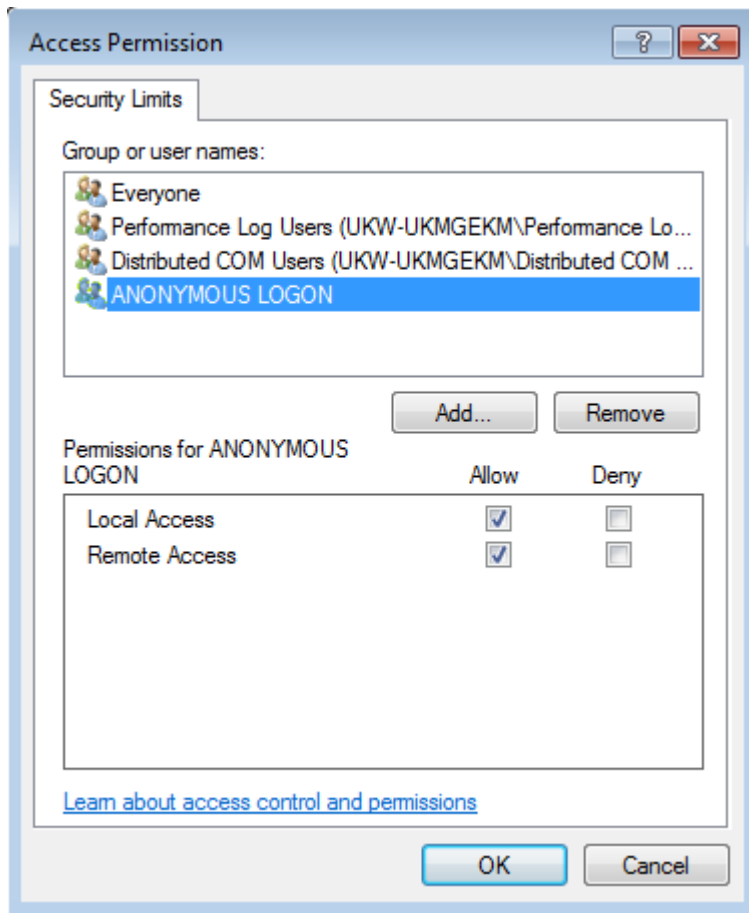 Access Permission
Security Limits
Group or user names:
Everyone
Performance Log Users (UKW-UKMGEKM\Performance Lo...
Distributed COM Users (UKW-UKMGEKM\Distributed COM ...
ANONYMOUS LOGON
Add... Remove
Permissions for ANONYMOUS
LOGON Allow Deny
Local Access
Remote Access
Learn about access control and permissions
OK Cancel